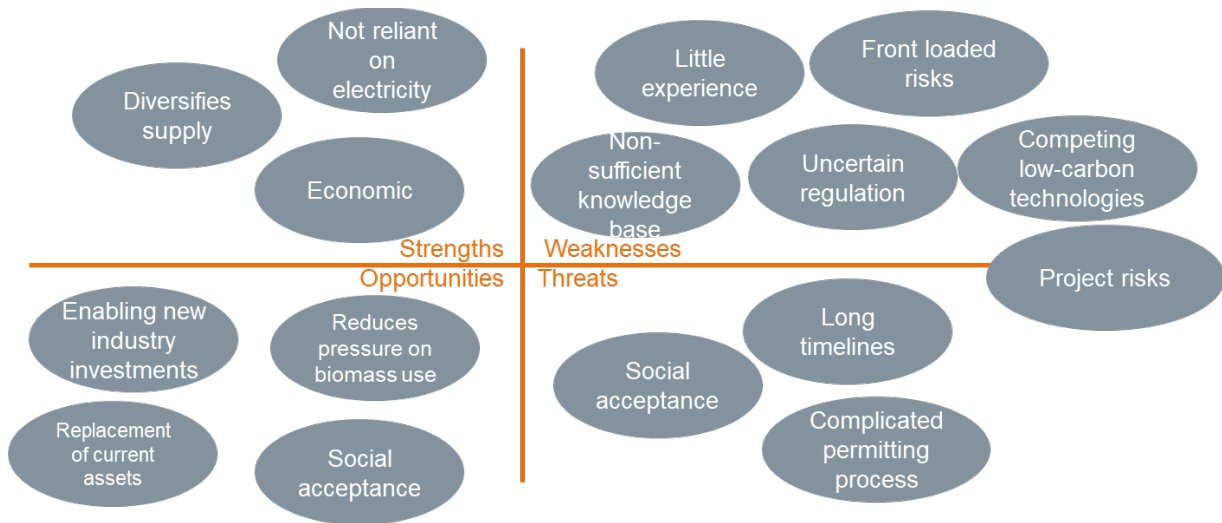 Not reliant
on
electricity
Diversifies
supply
Economic
Little
experience
Front loaded
risks
Non-
sufficient
knowledge
base
Uncertain
regulation
Competing
low-carbon
technologies
Strengths
Weaknesses
Opportunities
Threats
Project risks
Enabling new
industry
investments
Reduces
pressure on
biomass use
Replacement
of current
assets
Social
acceptance
Long
timelines
Social
acceptance
Complicated
permitting
process